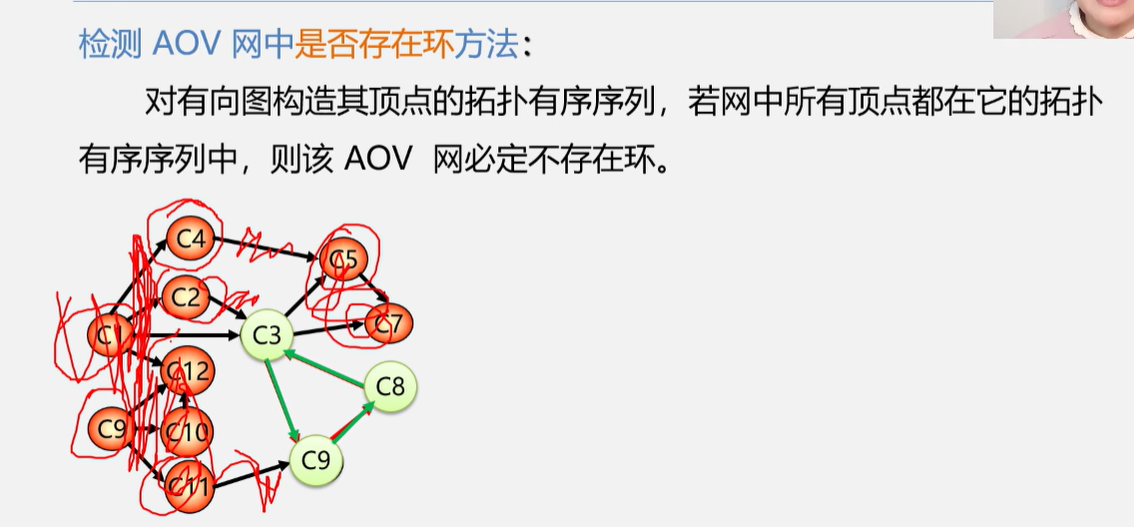 检测 AOV 网中是否存在环方法：
对有向图构造其顶点的拓扑有序序列，若网中所有顶点都在它的拓扑
有序序列中，则该 AOV 网必定不存在环。
C4
C5
C2
C1
C3
C7
C12
C8
C9
C10
C9
C11